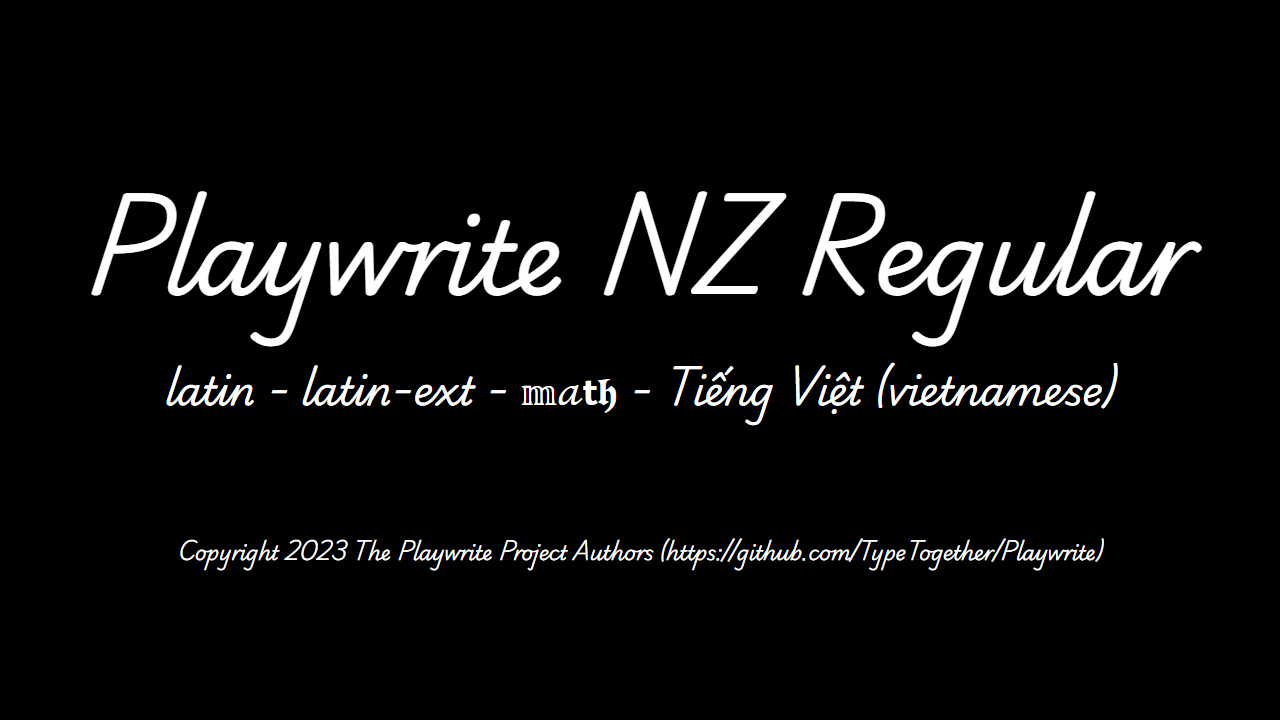 Playwrite NZ Regular
latin - latin-ext - 𝕞𝑎𝐭𝖍 - Tiếng Việt (vietnamese)
Copyright 2023 The Playwrite Project Authors (https://github.com/TypeTogether/Playwrite)